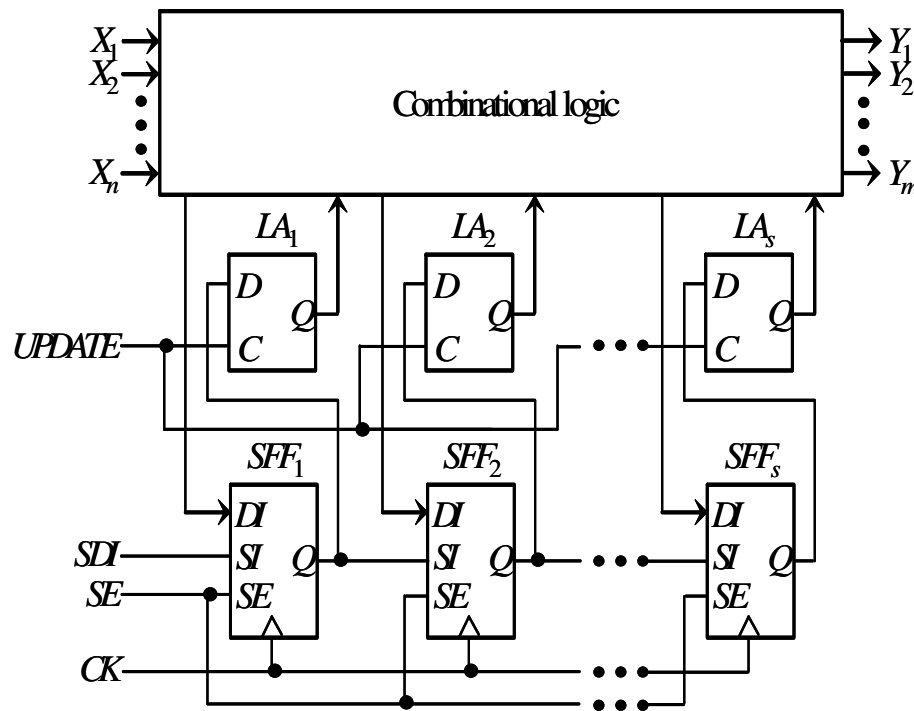 X1 Y1
X2 Y2
Combinational logic
Xn Ym
LA1 LA2 LAs
D D D
Q Q Q
UPDATE C C C
SFF1 SFF2 SFFs
DI DI DI
SDI SI Q SI Q SI Q
SE SE SE SE
CK